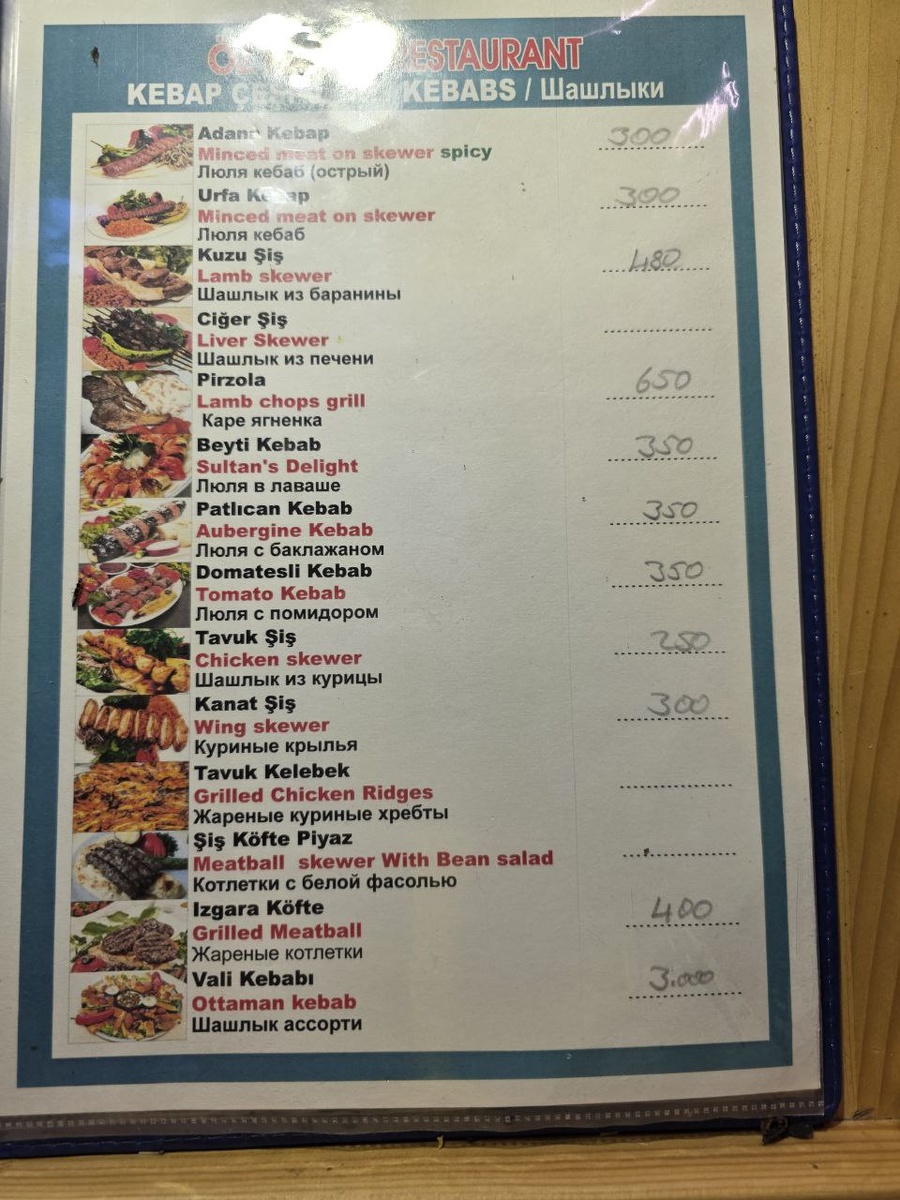 RESTAURANT
KEBAP KEBABS / Шашлыки
Adana Kebap
300
Minced meat on skewer spicy
Люля кебаб (острый)
Urfa Kebap
300
Minced meat on skewer
Люля кебаб
Kuzu Şiş
480
Lamb skewer
Шашлык из баранины
Ciğer Şiş
Liver Skewer
Шашлык из печени
Pirzola
650
Lamb chops grill
Каре ягненка
Beyti Kebab
350
Sultan's Delight
Люля в лаваше
Patlıcan Kebab
350
Aubergine Kebab
Люля с баклажаном
Domatesli Kebab
350
Tomato Kebab
Люля с помидором
Tavuk Şiş
250
Chicken skewer
Шашлык из курицы
Kanat Şiş
300
Wing skewer
Куриные крылья
Tavuk Kelebek
Grilled Chicken Ridges
Жареные куриные хребты
Şiş Köfte Piyaz
Meatball skewer With Bean salad
Котлетки с белой фасолью
Izgara Köfte
400
Grilled Meatball
Жареные котлетки
Vali Kebabı
3.000
Ottaman kebab
Шашлык ассорти